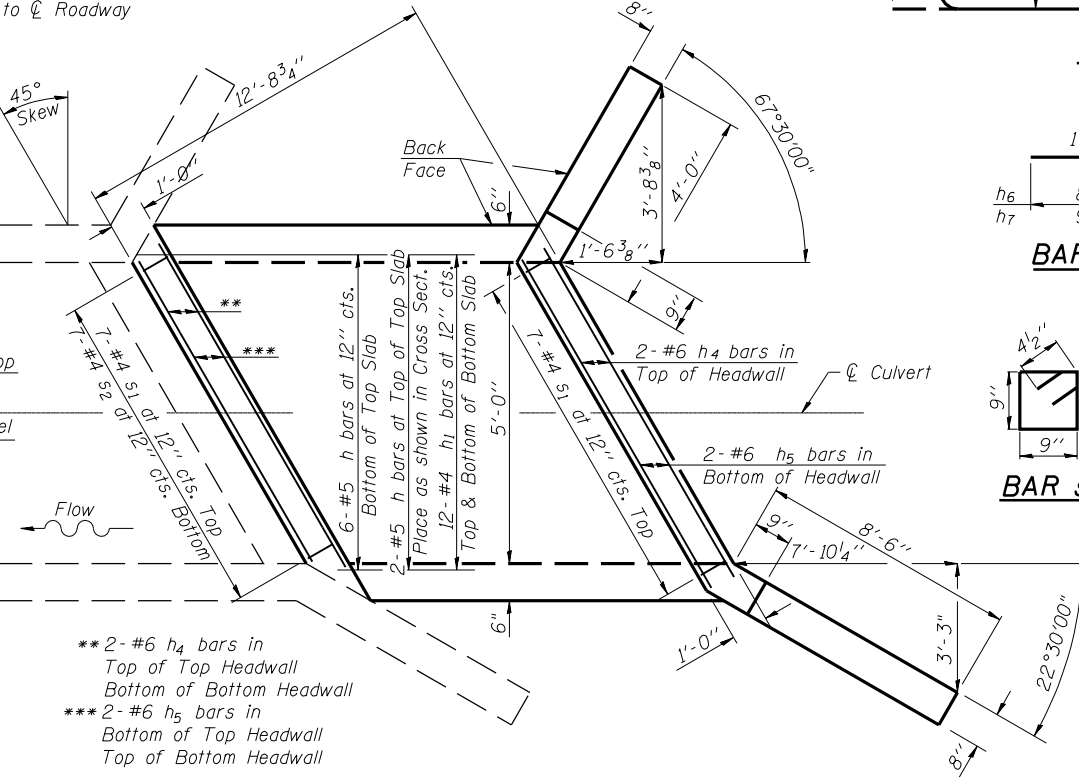 to ℄ Roadway
45°
Skew
12'-8¾"
1'-0"
8"
67°30'00"
Back
Face
6"
3'-8⅜"
4'-0"
1'-6⅜"
9"
h6
h7
BAR
9"
4½"
9"
BAR s
**
***
7-#4 s1 at 12" cts. Top
7-#4 s2 at 12" cts. Bottom
6-#5 h bars at 12" cts.
Bottom of Top Slab
2-#5 h bars at Top of Top Slab
Place as shown in Cross Sect.
12-#4 h1 bars at 12" cts.
Top & Bottom of Bottom Slab
5'-0"
7-#4 s1 at 12" cts. Top
2-#6 h4 bars in
Top of Headwall
℄ Culvert
2-#6 h5 bars in
Bottom of Headwall
Flow
9"
8'-6"
7'-10¼"
3'-3"
22°30'00"
1'-0"
6"
8"
** 2-#6 h4 bars in
Top of Top Headwall
Bottom of Bottom Headwall
*** 2-#6 h5 bars in
Bottom of Top Headwall
Top of Bottom Headwall